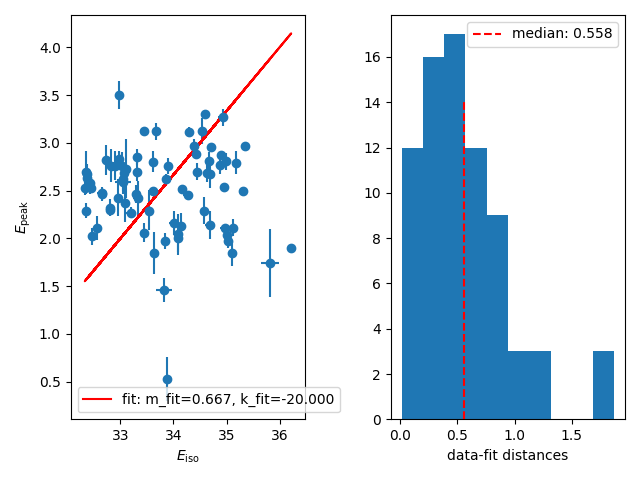 4.0
3.5
3.0
2.5
2.0
1.5
1.0
0.5
E_peak
fit: m_fit=0.667, k_fit=-20.000
33 34 35 36
E_iso
median: 0.558
16
14
12
10
8
6
4
2
0
0.0 0.5 1.0 1.5
data-fit distances